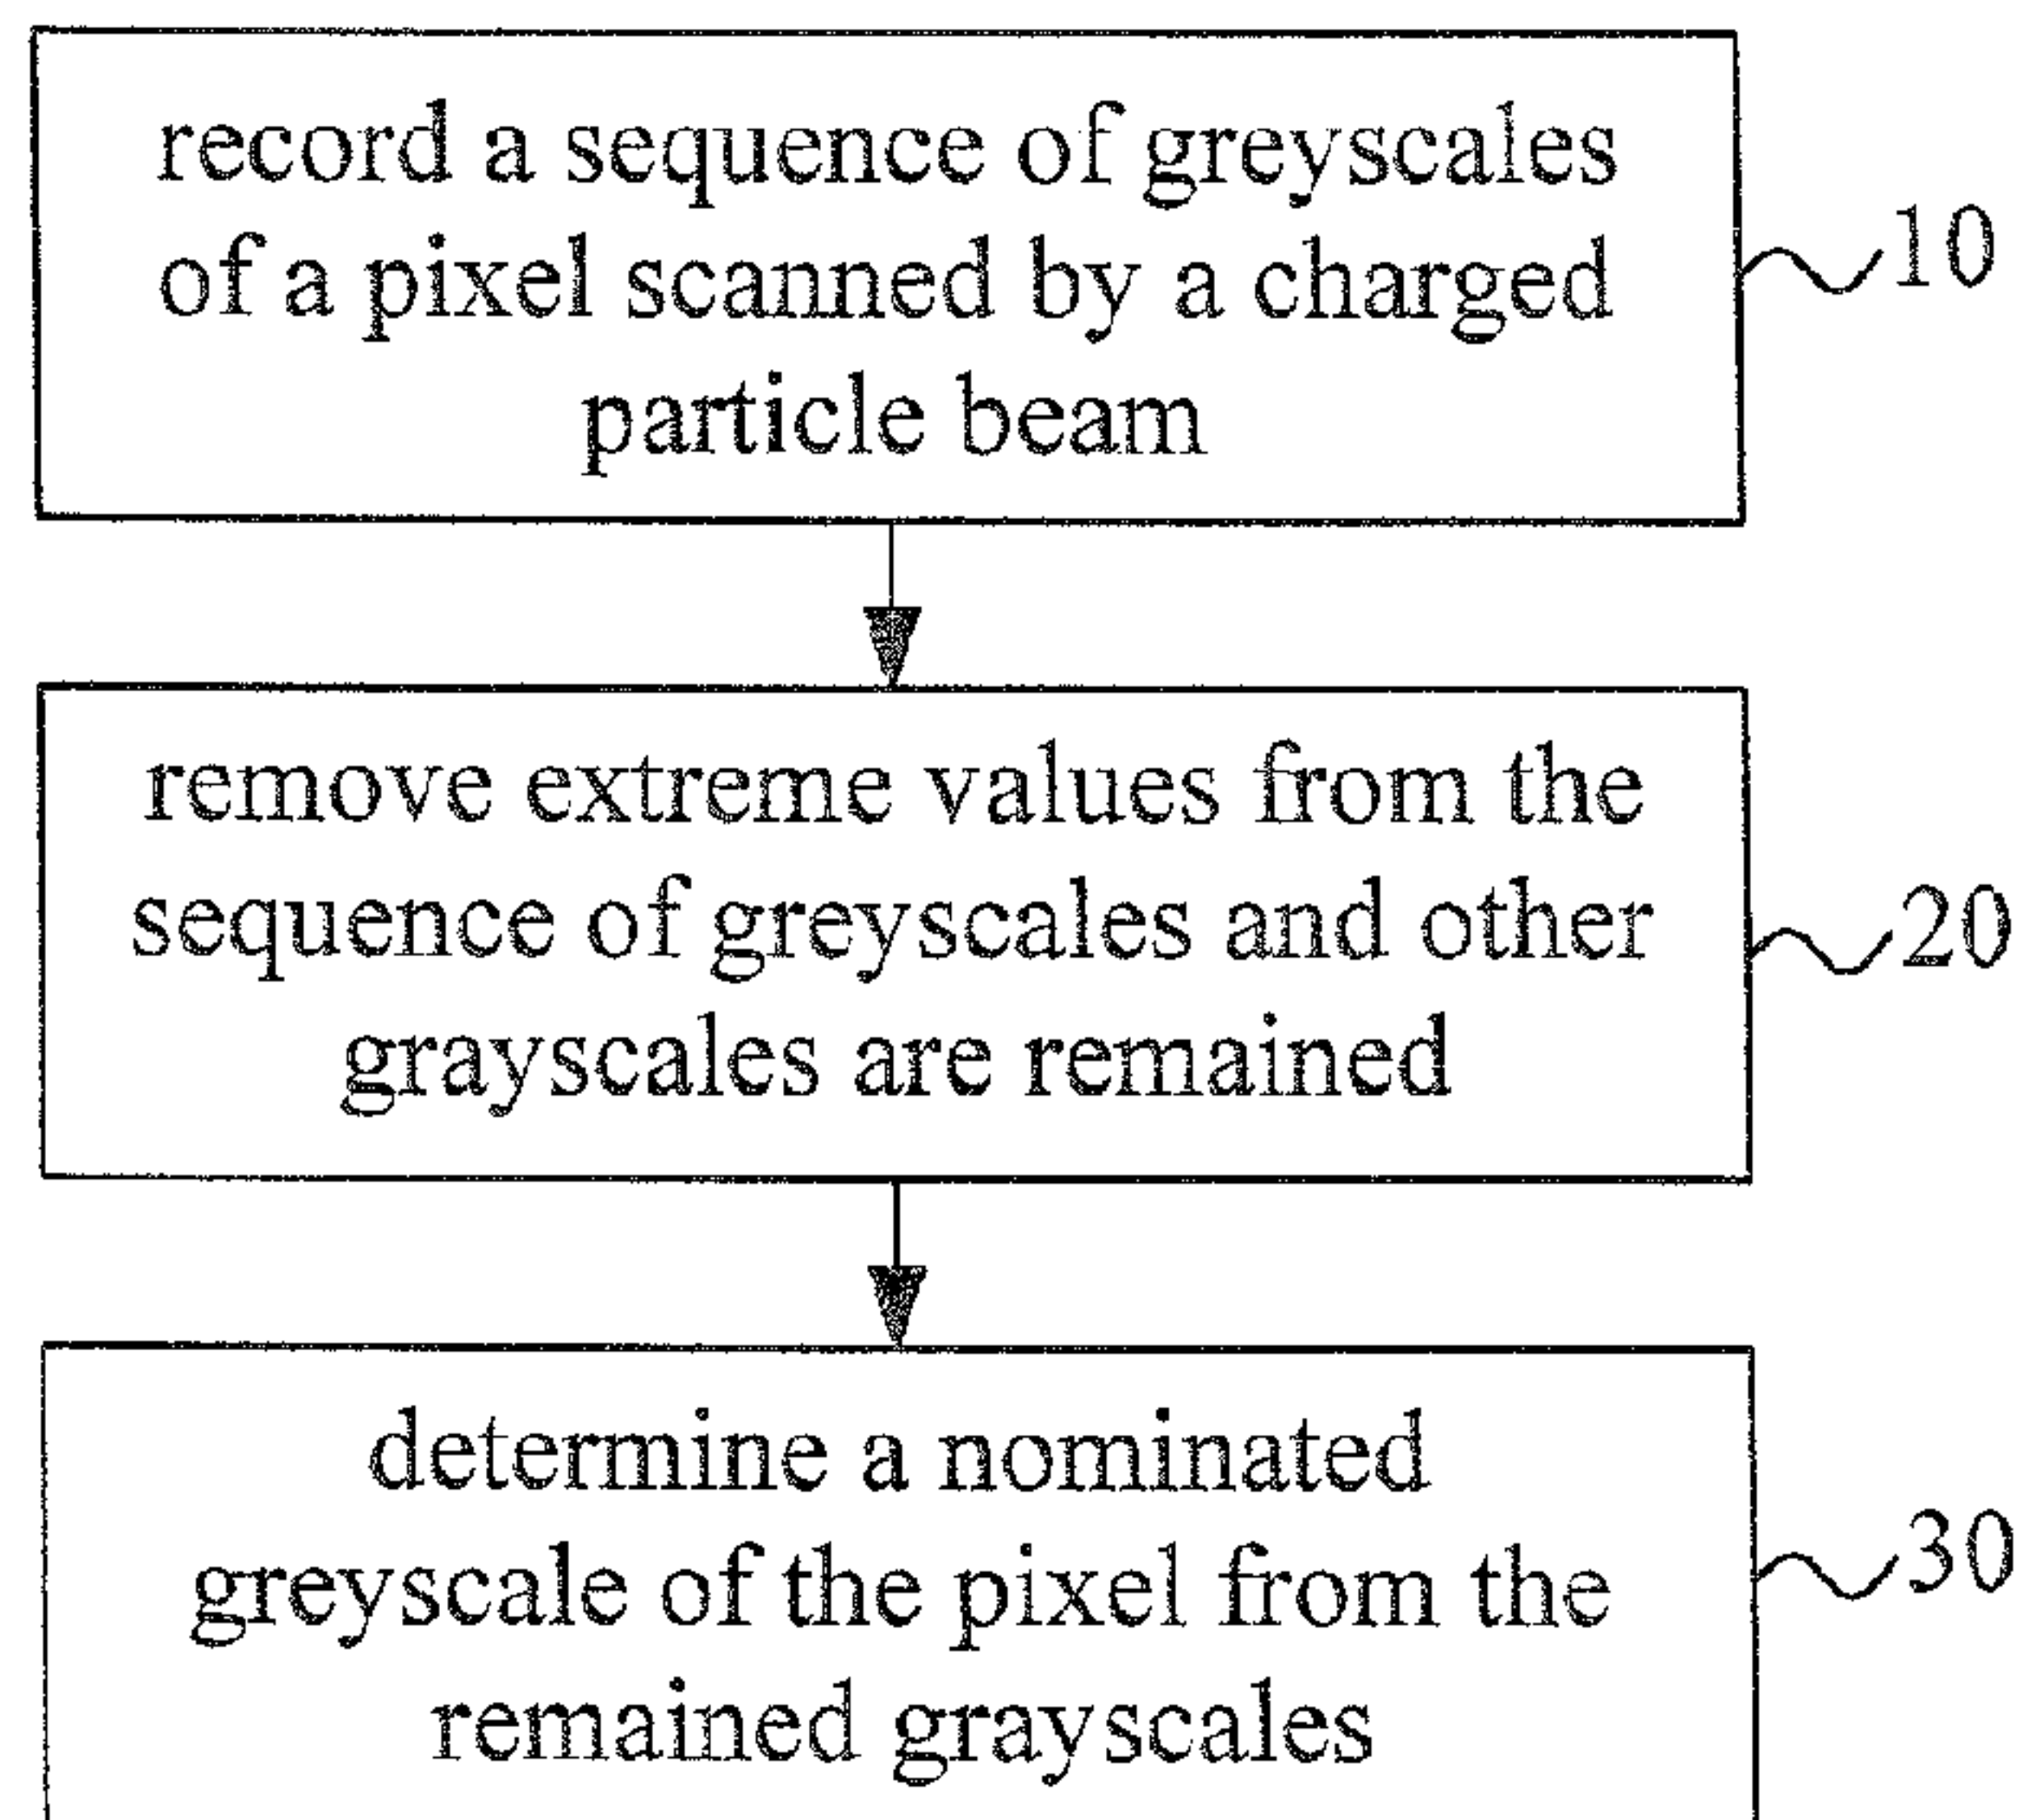 record a sequence of greyscales
of a pixel scanned by a charged
particle beam
10
remove extreme values from the
sequence of greyscales and other
grayscales are remained
20
determine a nominated
greyscale of the pixel from the
remained grayscales
30